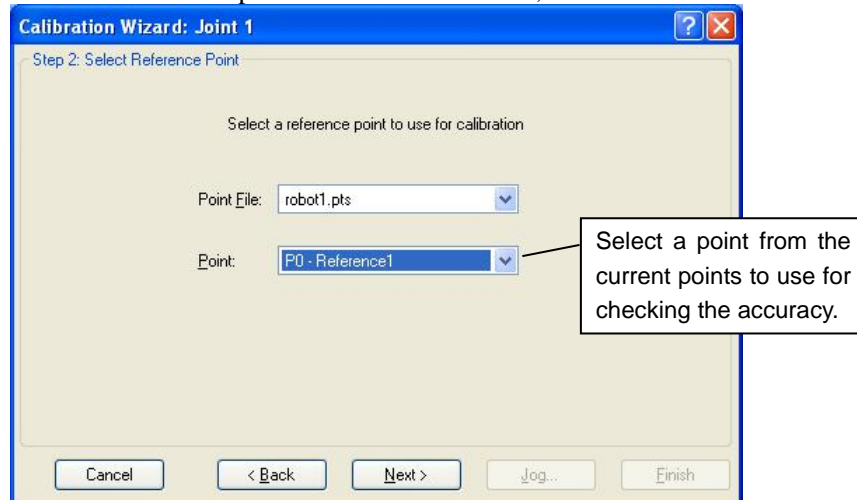 Calibration Wizard: Joint 1
Step 2: Select Reference Point
Select a reference point to use for calibration
Point File: robot1.pts
Point: P0 - Reference1
Select a point from the
current points to use for
checking the accuracy.
Cancel < Back Next > Jog... Finish